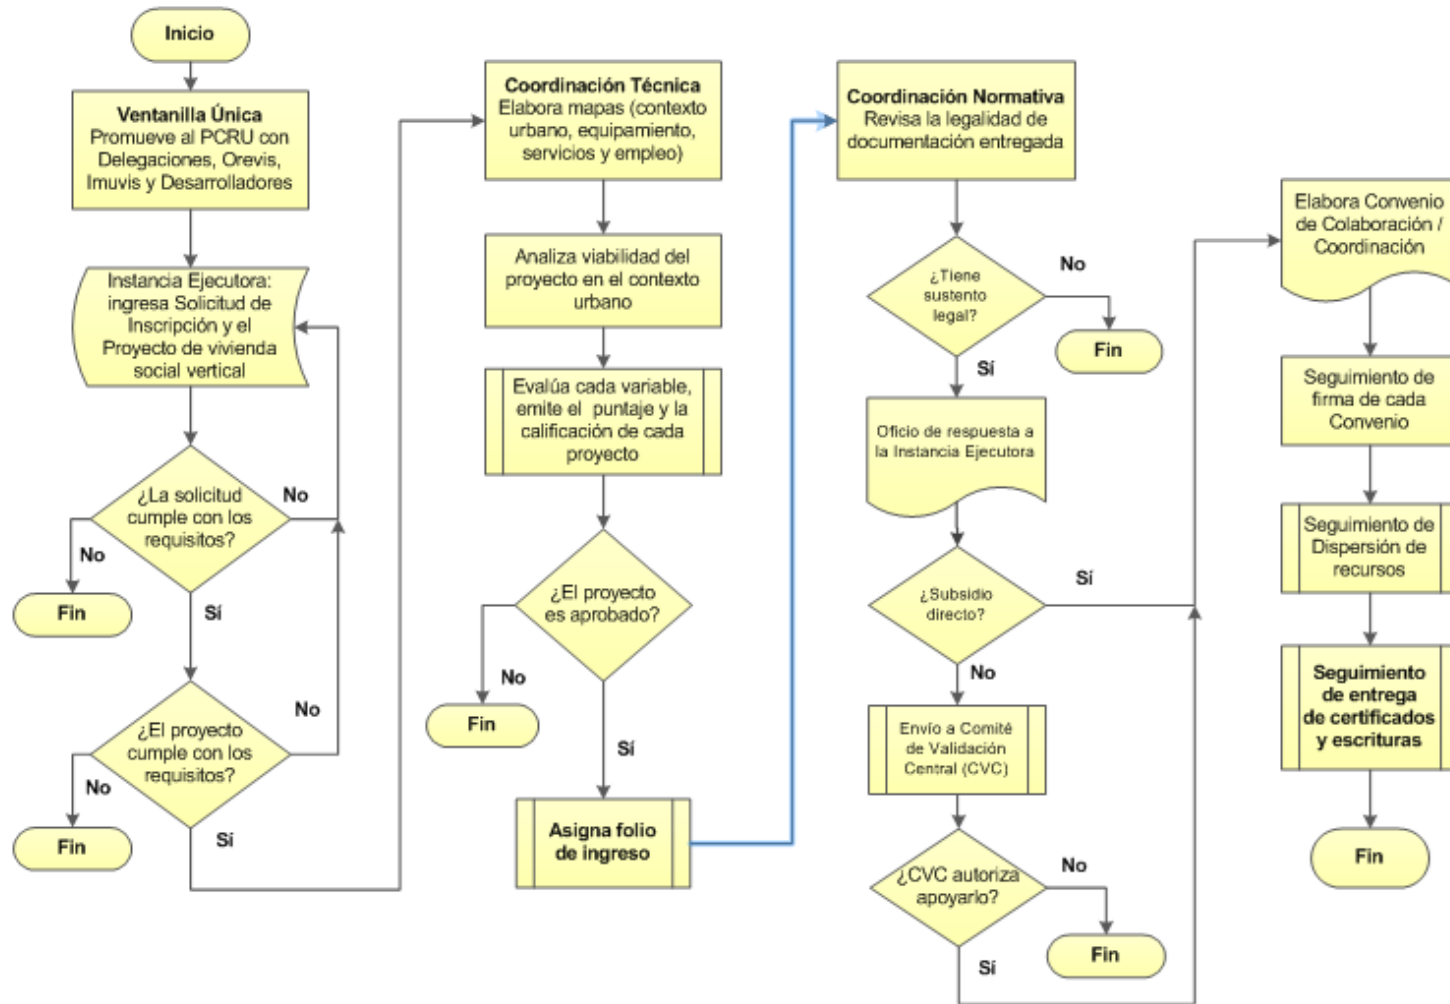 Inicio
Ventanilla Única
Promueve al PCRU con
Delegaciones, Orevis,
Imuvis y Desarrolladores
Instancia Ejecutora:
ingresa Solicitud de
Inscripción y el
Proyecto de vivienda
social vertical
¿La solicitud
cumple con los
requisitos?
No
No
Fin
Sí
¿El proyecto
cumple con los
requisitos?
No
No
Fin
Sí
Coordinación Técnica
Elabora mapas (contexto
urbano, equipamiento,
servicios y empleo)
Analiza viabilidad del
proyecto en el contexto
urbano
Evalúa cada variable,
emite el puntaje y la
calificación de cada
proyecto
¿El proyecto
es aprobado?
No
Fin
Sí
Asigna folio
de ingreso
Coordinación Normativa
Revisa la legalidad de
documentación entregada
¿Tiene
sustento
legal?
No
Fin
Sí
Oficio de respuesta a
la Instancia Ejecutora
¿Subsidio
directo?
Sí
No
Envío a Comité
de Validación
Central (CVC)
¿CVC autoriza
apoyarlo?
No
Fin
Sí
Elabora Convenio
de Colaboración /
Coordinación
Seguimiento de
firma de cada
Convenio
Seguimiento de
Dispersión de
recursos
Seguimiento
de entrega
de certificados
y escrituras
Fin